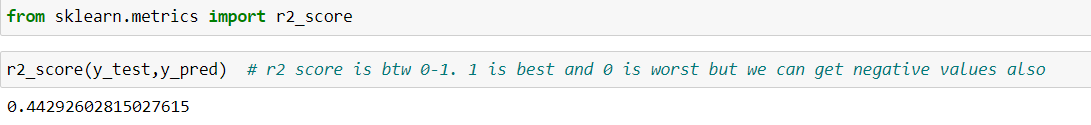 from sklearn.metrics import r2_score
r2_score(y_test,y_pred)  # r2 score is btw 0-1. 1 is best and 0 is worst but we can get negative values also
0.44292602815027615